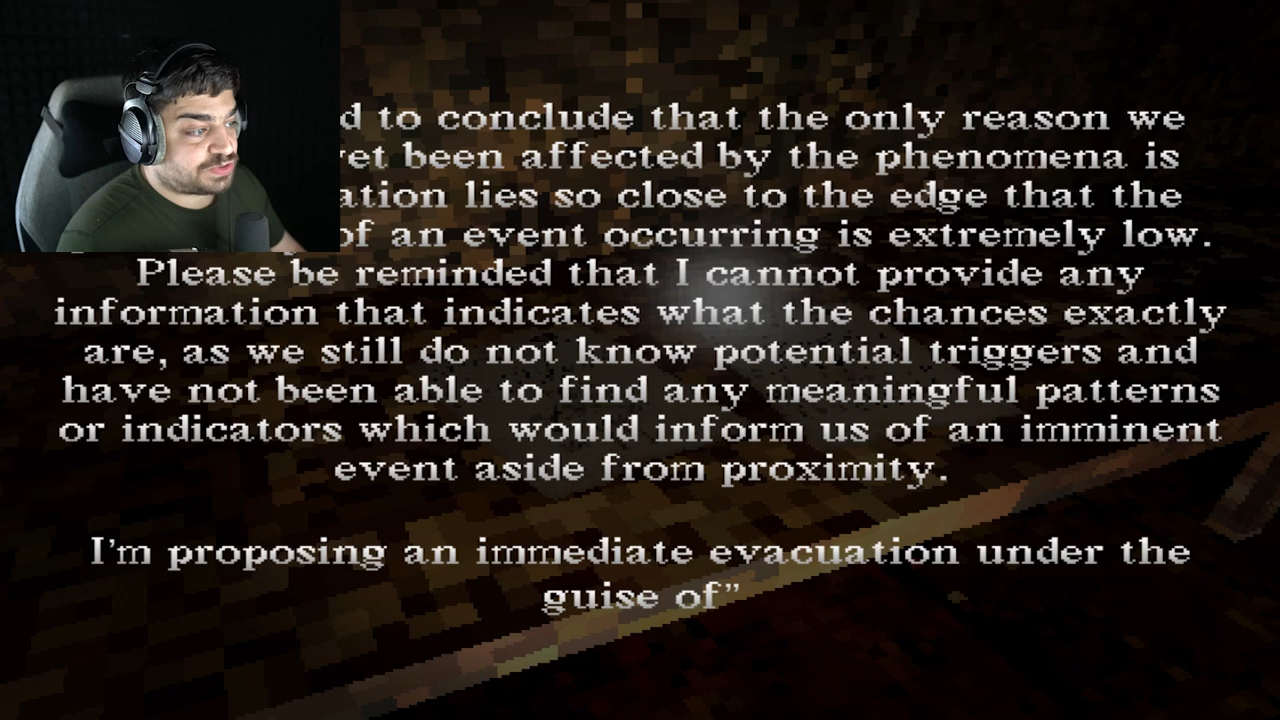 d to conclude that the only reason we
yet been affected by the phenomena is
ation lies so close to the edge that the
of an event occurring is extremely low.
Please be reminded that I cannot provide any
information that indicates what the chances exactly
are, as we still do not know potential triggers and
have not been able to find any meaningful patterns
or indicators which would inform us of an imminent
event aside from proximity.
I'm proposing an immediate evacuation under the
guise of”